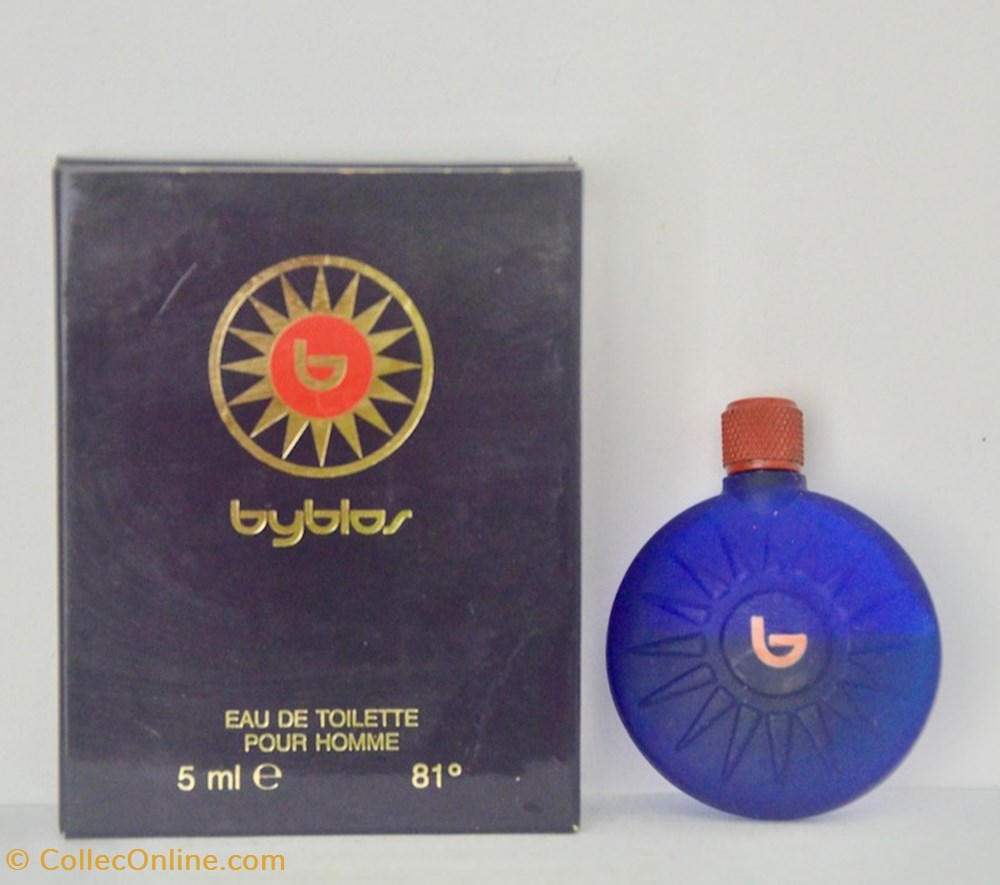 b
byblos
EAU DE TOILETTE
POUR HOMME
5 ml ℮ 81°
b
© CollecOnline.com